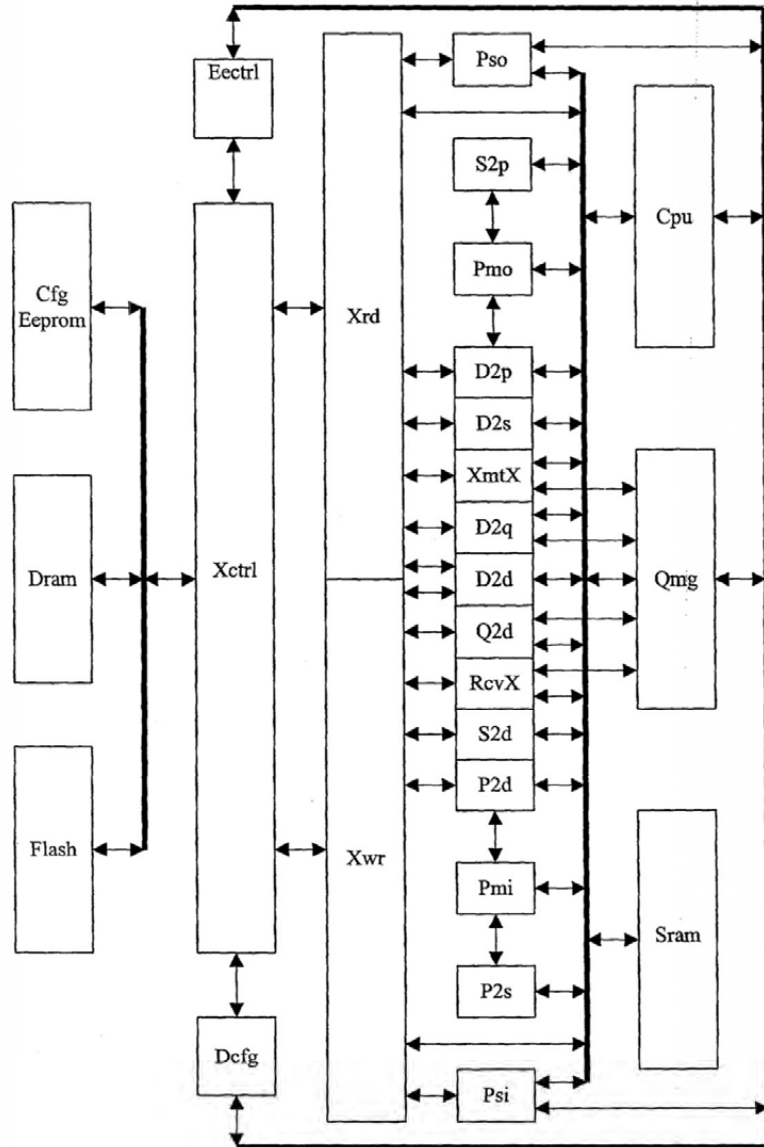 Eectrl
Pso
S2p
Cpu
Cfg
Eeprom
Pmo
Xrd
D2p
D2s
XmtX
D2q
Dram
Xctrl
D2d
Qmg
Q2d
RcvX
S2d
P2d
Flash
Xwr
Pmi
Sram
P2s
Dcfg
Psi